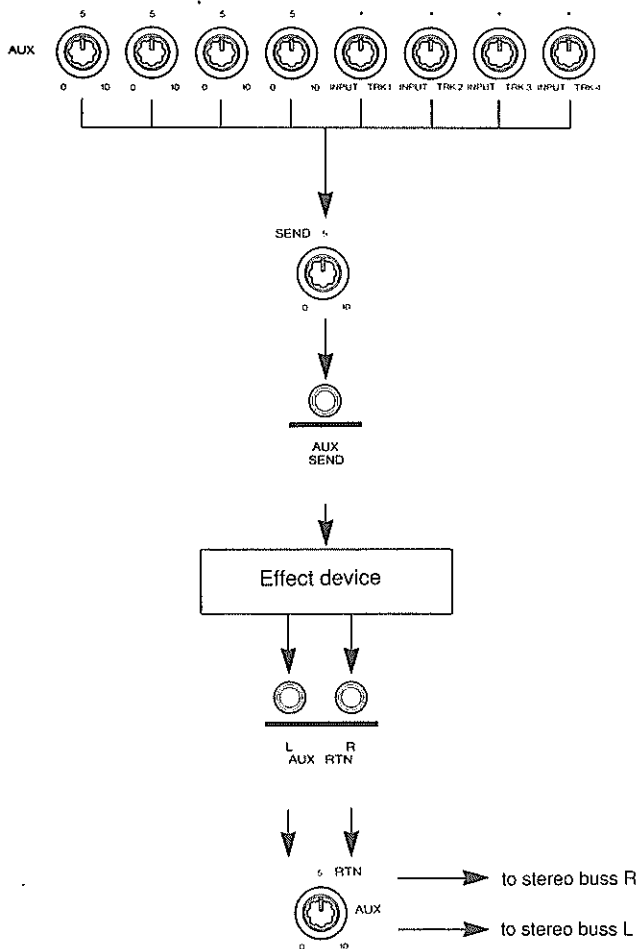 5 5 5 5
AUX
0 10 0 10 0 10 0 10 INPUT TRK1 INPUT TRK2 INPUT TRK3 INPUT TRK4
SEND 5
0 10
AUX
SEND
Effect device
L R
AUX RTN
5 RTN
to stereo buss R
AUX
to stereo buss L
0 10